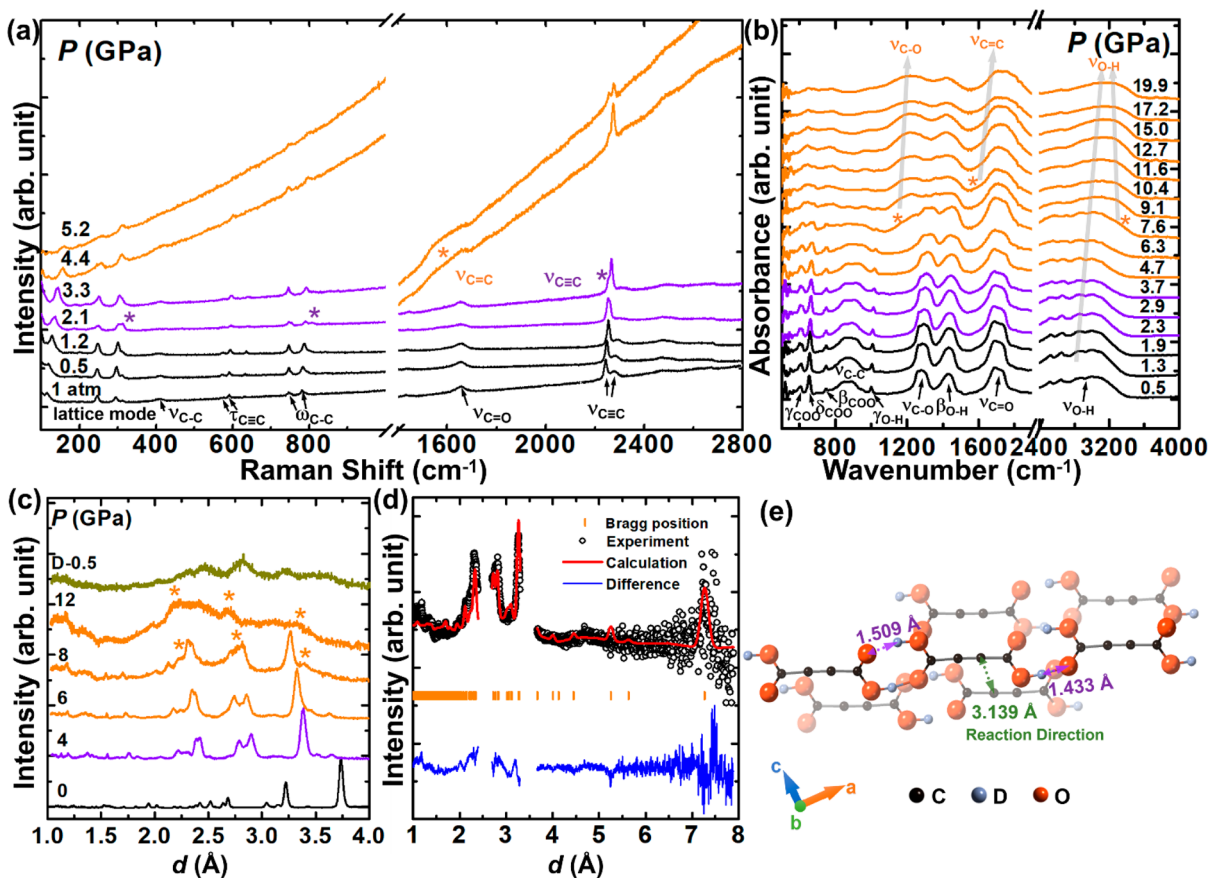 (a)
P (GPa)
Intensity (arb. unit)
5.2
4.4
3.3
2.1
1.2
0.5
1 atm
*
*
*
*
νC=C
νC≡C
lattice mode
νC-C
τC≡C
ωC-C
νC=O
νC≡C
200 400 600 800 2000 2400 2800
Raman Shift (cm-1)
(b)
P (GPa)
Absorbance (arb. unit)
νC-O
νC=C
νO-H
19.9
17.2
15.0
12.7
11.6
10.4
9.1
7.6
6.3
4.7
3.7
2.9
2.3
1.9
1.3
0.5
*
*
*
γCOO
δCOO
νC-C
βCOO
γO-H
νC-O
βO-H
νC=O
νO-H
800 1200 1600 2400 3200 4000
Wavenumber (cm-1)
(c)
P (GPa)
Intensity (arb. unit)
D-0.5
12
8
6
4
0
* * *
* * *
1.0 1.5 2.0 2.5 3.0 3.5 4.0
d (Å)
(d)
Intensity (arb. unit)
Bragg position
Experiment
Calculation
Difference
1 2 3 4 5 6 7 8
d (Å)
(e)
1.509 Å
1.433 Å
3.139 Å
Reaction Direction
c
a
b
C D O